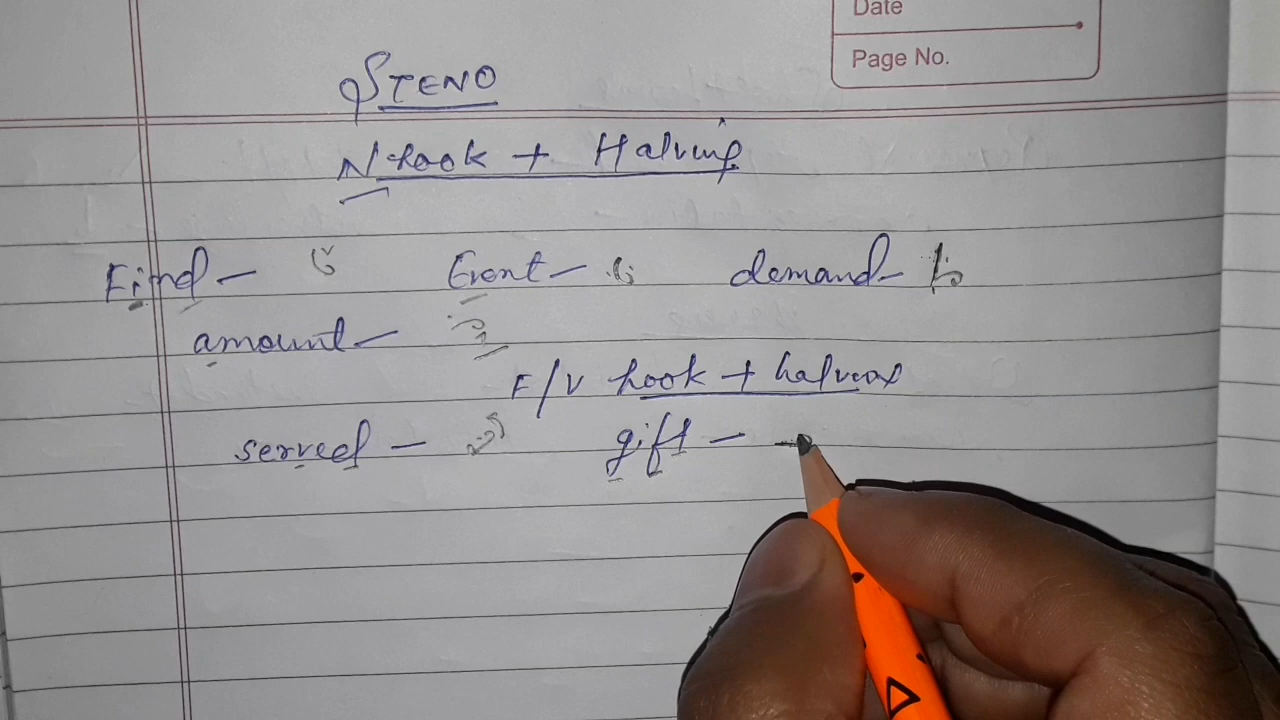 Date
Page No.
STENO
N hook + Halving
Find - Event - demand -
amount -
F/V hook + halving
served - gift -